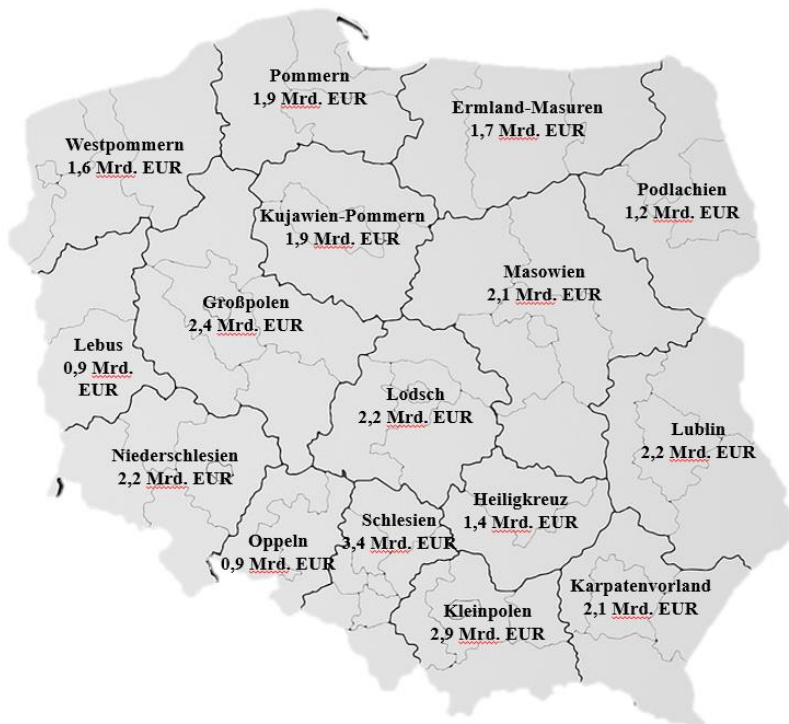 Pommern
1,9 Mrd. EUR
Ermland-Masuren
1,7 Mrd. EUR
Westpommern
1,6 Mrd. EUR
Podlachien
1,2 Mrd. EUR
Kujawien-Pommern
1,9 Mrd. EUR
Masowien
2,1 Mrd. EUR
Großpolen
2,4 Mrd. EUR
Lebus
0,9 Mrd.
EUR
Lodsch
2,2 Mrd. EUR
Lublin
2,2 Mrd. EUR
Niederschlesien
2,2 Mrd. EUR
Heiligkreuz
1,4 Mrd. EUR
Schlesien
3,4 Mrd. EUR
Oppeln
0,9 Mrd. EUR
Karpatenvorland
2,1 Mrd. EUR
Kleinpolen
2,9 Mrd. EUR